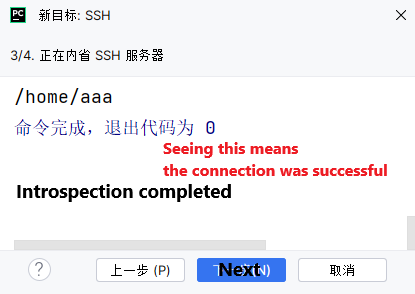 PC 新目标: SSH
3/4. 正在内省 SSH 服务器
/home/aaa
命令完成，退出代码为 0
Seeing this means
the connection was successful
Introspection completed
? 上一步 (P) Next (N) 取消